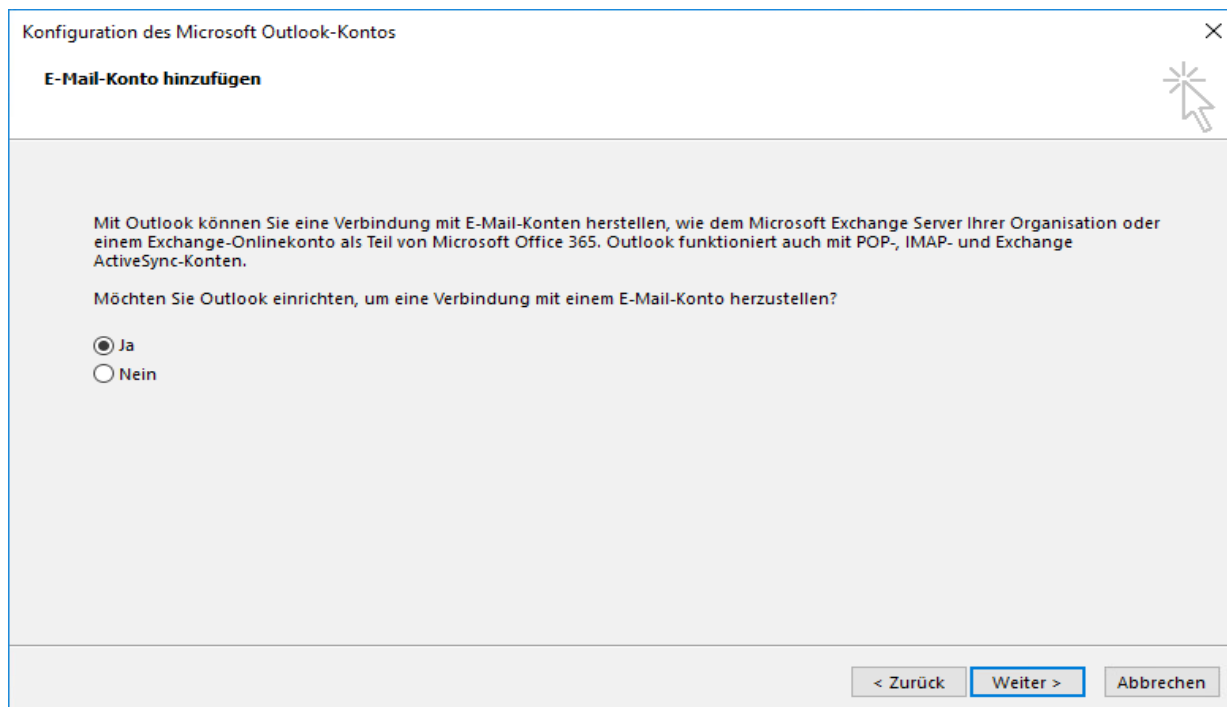 Konfiguration des Microsoft Outlook-Kontos
E-Mail-Konto hinzufügen
Mit Outlook können Sie eine Verbindung mit E-Mail-Konten herstellen, wie dem Microsoft Exchange Server Ihrer Organisation oder
einem Exchange-Onlinekonto als Teil von Microsoft Office 365. Outlook funktioniert auch mit POP-, IMAP- und Exchange
ActiveSync-Konten.
Möchten Sie Outlook einrichten, um eine Verbindung mit einem E-Mail-Konto herzustellen?
Ja
Nein
< Zurück Weiter > Abbrechen